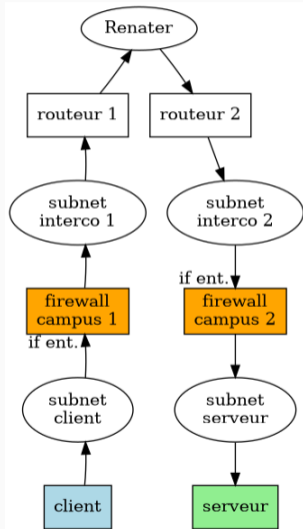 Renater
routeur 1
routeur 2
subnet
interco 1
subnet
interco 2
if ent.
firewall
campus 1
firewall
campus 2
if ent.
subnet
client
subnet
serveur
client
serveur